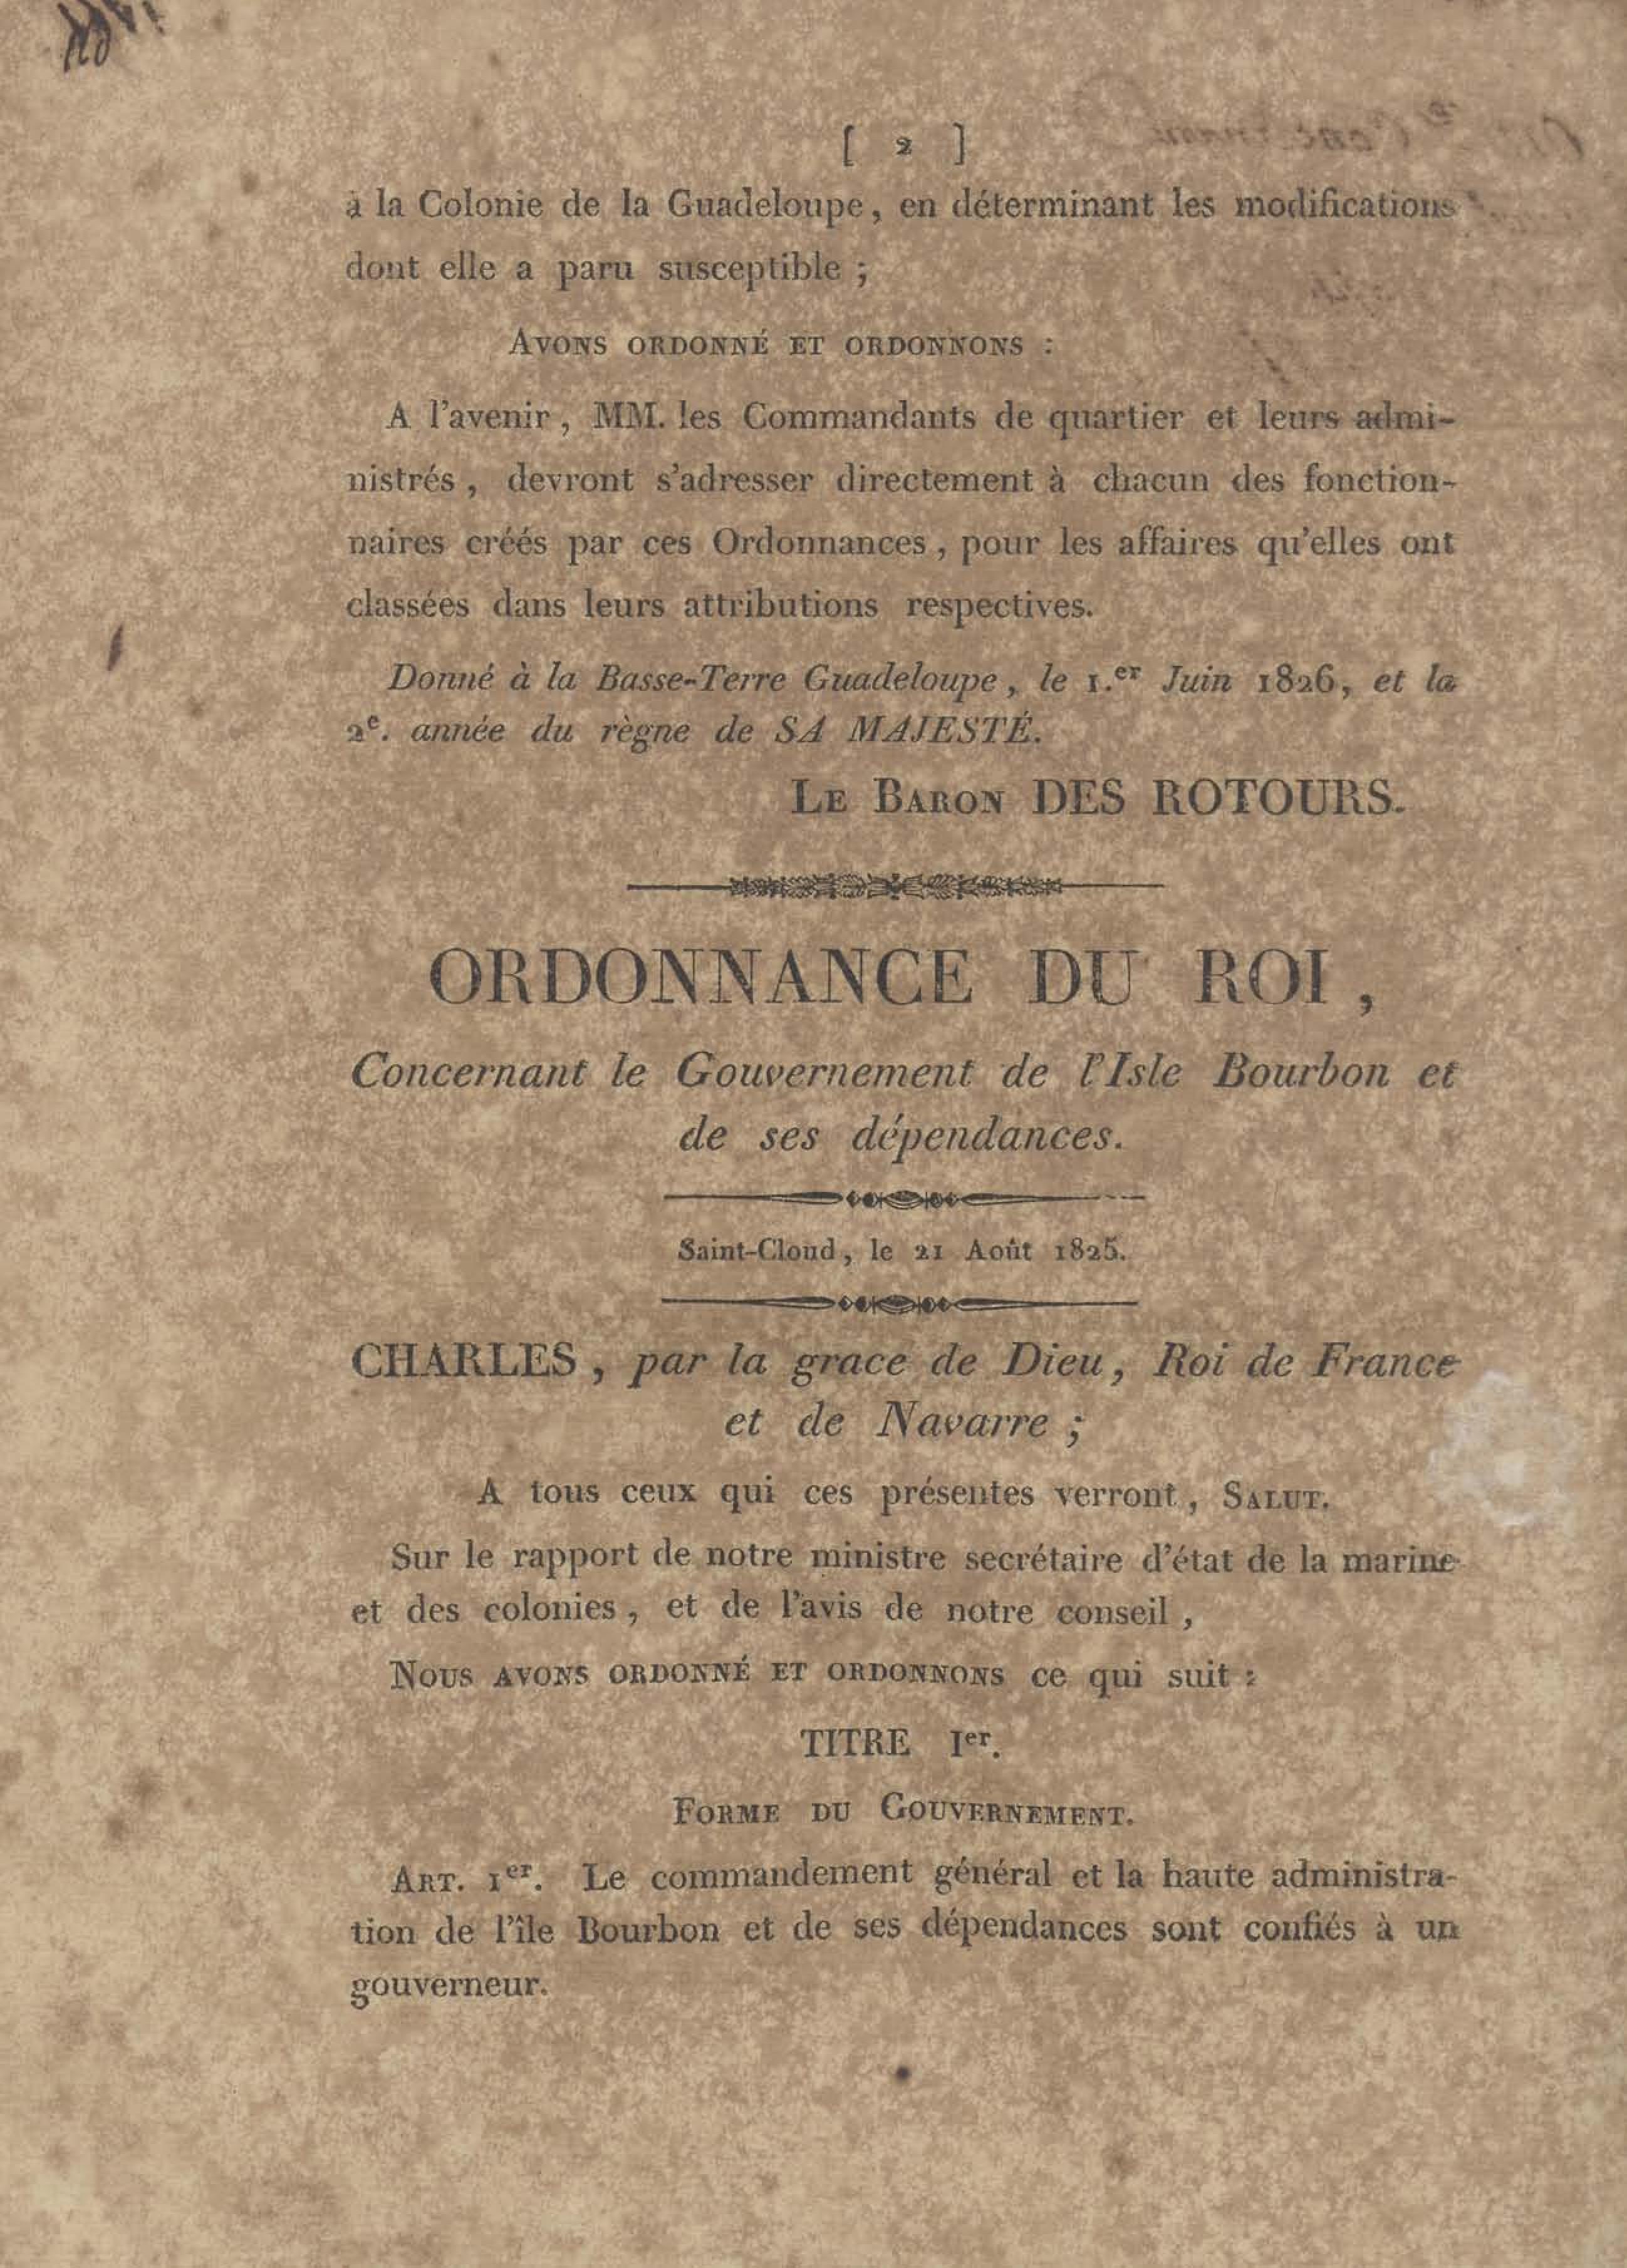 [ 2 ]
à la Colonie de la Guadeloupe, en déterminant les modifications
dont elle a paru susceptible ;
AVONS ORDONNÉ ET ORDONNONS :
A l'avenir, MM. les Commandants de quartier et leurs admi-
nistrés, devront s'adresser directement à chacun des fonction-
naires créés par ces Ordonnances, pour les affaires qu'elles ont
classées dans leurs attributions respectives.
Donné à la Basse-Terre Guadeloupe, le 1.er Juin 1826, et la
2e. année du règne de SA MAJESTÉ.
LE BARON DES ROTOURS.
ORDONNANCE DU ROI,
Concernant le Gouvernement de l'Isle Bourbon et
de ses dépendances.
Saint-Cloud, le 21 Août 1825.
CHARLES, par la grace de Dieu, Roi de France
et de Navarre ;
A tous ceux qui ces présentes verront, SALUT.
Sur le rapport de notre ministre secrétaire d'état de la marine
et des colonies, et de l'avis de notre conseil,
NOUS AVONS ORDONNÉ ET ORDONNONS ce qui suit :
TITRE Ier.
FORME DU GOUVERNEMENT.
ART. 1er. Le commandement général et la haute administra-
tion de l'île Bourbon et de ses dépendances sont confiés à un
gouverneur.